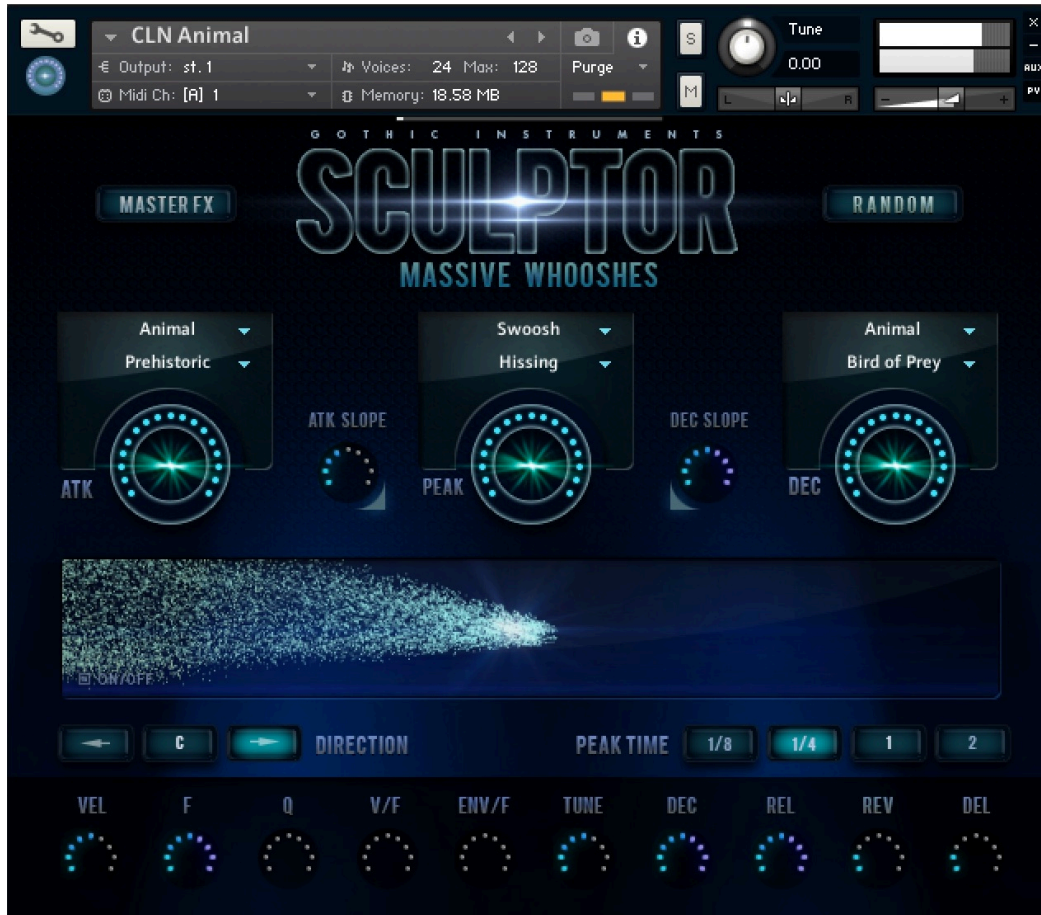 CLN Animal
S
Tune
X
Output: st.1
Voices: 24 Max: 128
Purge
0.00
AUX
Midi Ch: [A] 1
Memory: 18.58 MB
M
L
R
-
+
PV
GOTHIC INSTRUMENTS
SCULPTOR
MASTER FX
RANDOM
MASSIVE WHOOSHES
Animal
Swoosh
Animal
Prehistoric
Hissing
Bird of Prey
ATK SLOPE
DEC SLOPE
ATK
PEAK
DEC
ON/OFF
C
DIRECTION
PEAK TIME
1/8
1/4
1
2
VEL
F
Q
V/F
ENV/F
TUNE
DEC
REL
REV
DEL